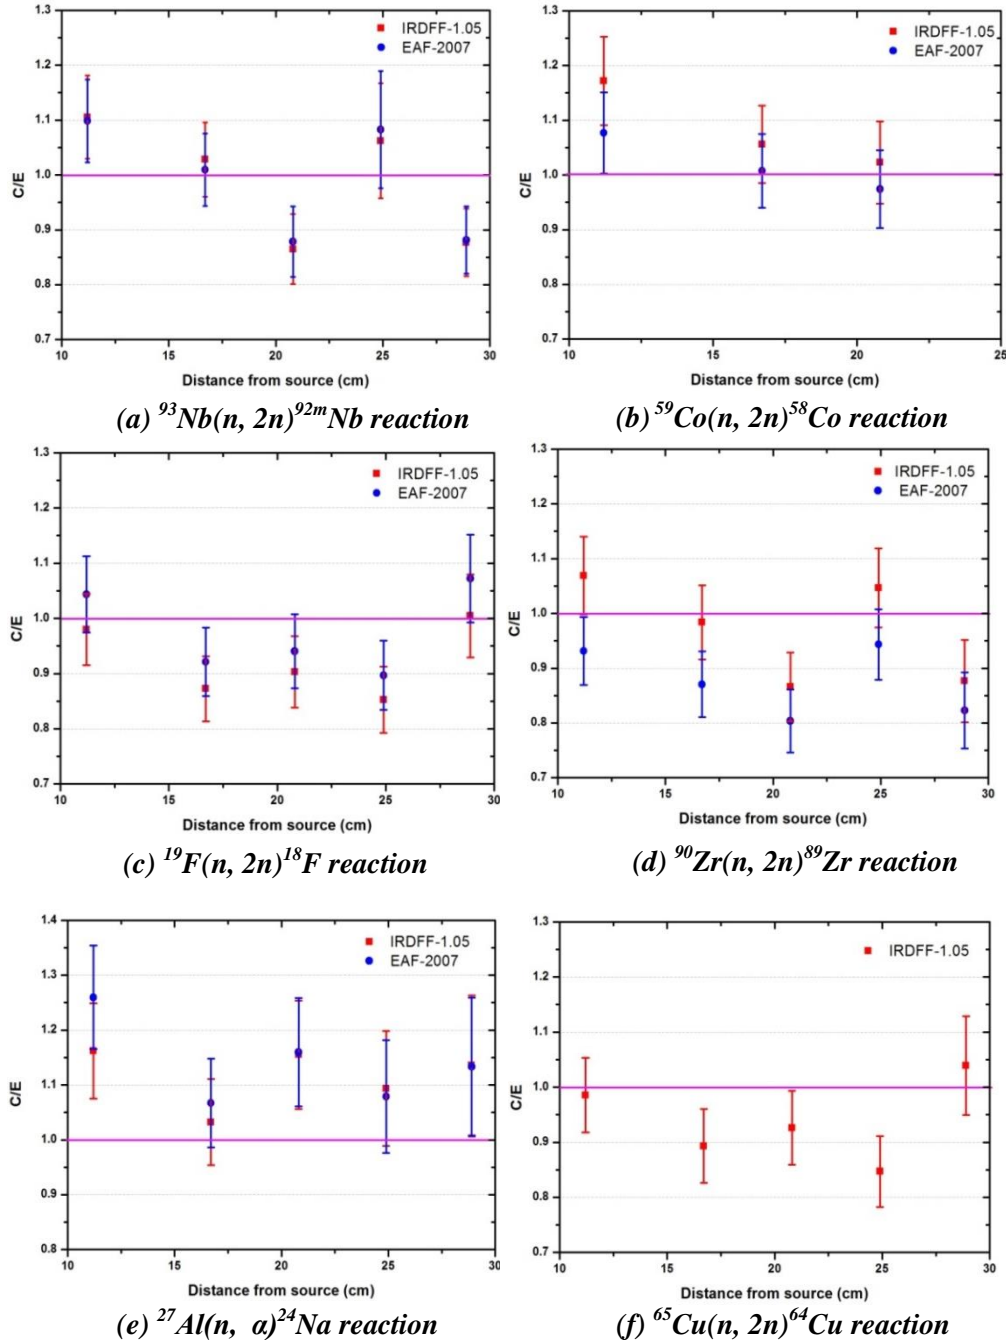 IRDFF-1.05
EAF-2007
1.3
1.2
1.1
1.0
0.9
0.8
0.7
C/E
10 15 20 25 30
Distance from source (cm)
(a) ⁹³Nb(n, 2n)⁹²ᵐNb reaction
IRDFF-1.05
EAF-2007
1.3
1.2
1.1
1.0
0.9
0.8
0.7
C/E
10 15 20 25
Distance from source (cm)
(b) ⁵⁹Co(n, 2n)⁵⁸Co reaction
IRDFF-1.05
EAF-2007
1.3
1.2
1.1
1.0
0.9
0.8
0.7
C/E
10 15 20 25 30
Distance from source (cm)
(c) ¹⁹F(n, 2n)¹⁸F reaction
IRDFF-1.05
EAF-2007
1.3
1.2
1.1
1.0
0.9
0.8
0.7
C/E
10 15 20 25 30
Distance from source (cm)
(d) ⁹⁰Zr(n, 2n)⁸⁹Zr reaction
IRDFF-1.05
EAF-2007
1.4
1.3
1.2
1.1
1.0
0.9
0.8
C/E
10 15 20 25 30
Distance from source (cm)
(e) ²⁷Al(n, α)²⁴Na reaction
IRDFF-1.05
1.3
1.2
1.1
1.0
0.9
0.8
0.7
C/E
10 15 20 25 30
Distance from source (cm)
(f) ⁶⁵Cu(n, 2n)⁶⁴Cu reaction